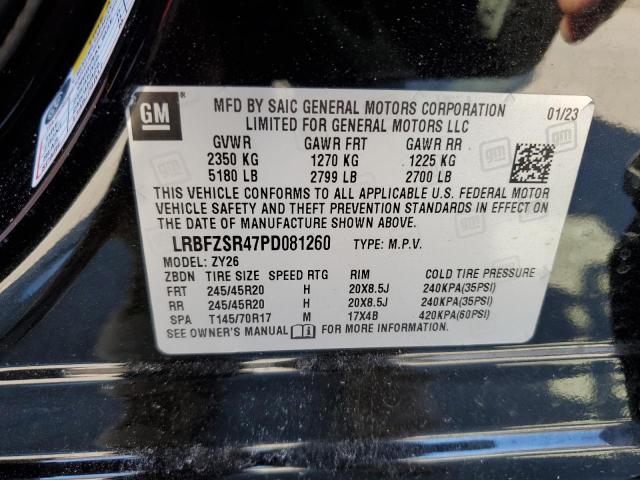 GM ® MFD BY SAIC GENERAL MOTORS CORPORATION 01/23
LIMITED FOR GENERAL MOTORS LLC
GVWR GAWR FRT GAWR RR
2350 KG 1270 KG 1225 KG
5180 LB 2799 LB 2700 LB
THIS VEHICLE CONFORMS TO ALL APPLICABLE U.S. FEDERAL MOTOR
VEHICLE SAFETY AND THEFT PREVENTION STANDARDS IN EFFECT ON
THE DATE OF MANUFACTURE SHOWN ABOVE.
LRBFZSR47PD081260 TYPE: M.P.V.
MODEL: ZY26
ZBDN TIRE SIZE SPEED RTG RIM COLD TIRE PRESSURE
FRT 245/45R20 H 20X8.5J 240KPA(35PSI)
RR 245/45R20 H 20X8.5J 240KPA(35PSI)
SPA T145/70R17 M 17X4B 420KPA(60PSI)
SEE OWNER'S MANUAL FOR MORE INFORMATION.